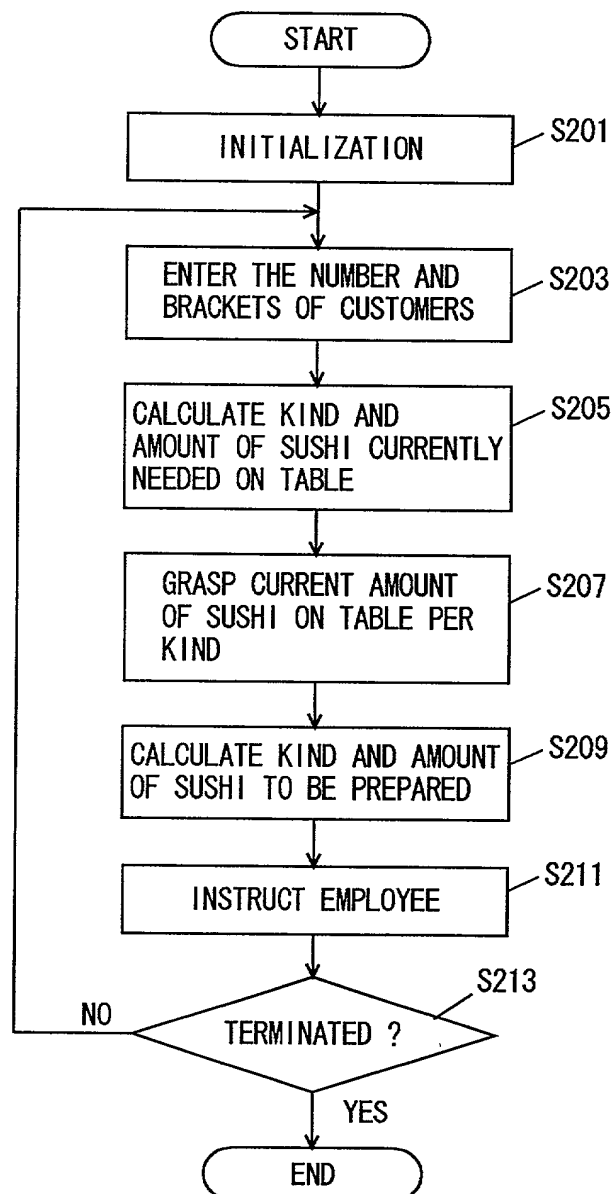 START
INITIALIZATION
S201
ENTER THE NUMBER AND
BRACKETS OF CUSTOMERS
S203
CALCULATE KIND AND
AMOUNT OF SUSHI CURRENTLY
NEEDED ON TABLE
S205
GRASP CURRENT AMOUNT
OF SUSHI ON TABLE PER
KIND
S207
CALCULATE KIND AND AMOUNT
OF SUSHI TO BE PREPARED
S209
INSTRUCT EMPLOYEE
S211
TERMINATED ?
S213
NO
YES
END